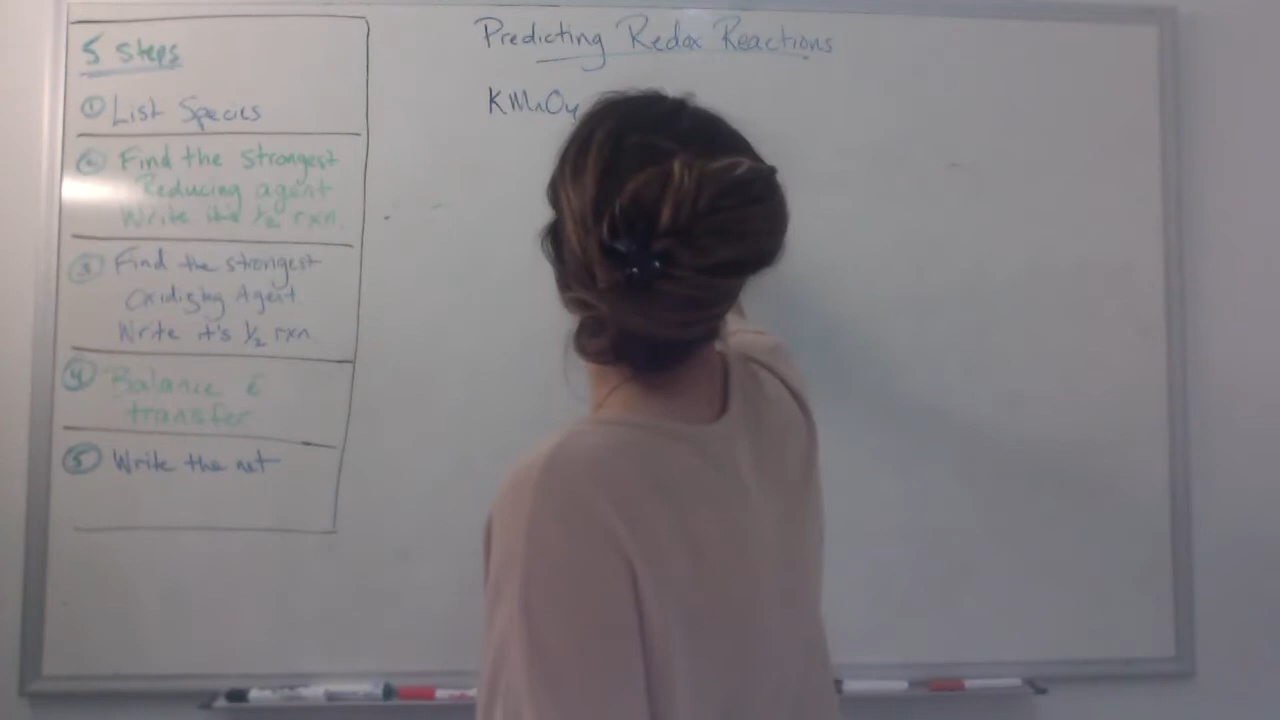 5 Steps
① List Species
② Find the strongest
Reducing agent
Write it's 1/2 rxn.
③ Find the strongest
Oxidizing Agent
Write it's 1/2 rxn
④ Balance e
transfer
⑤ Write the net
Predicting Redox Reactions
KMnO4